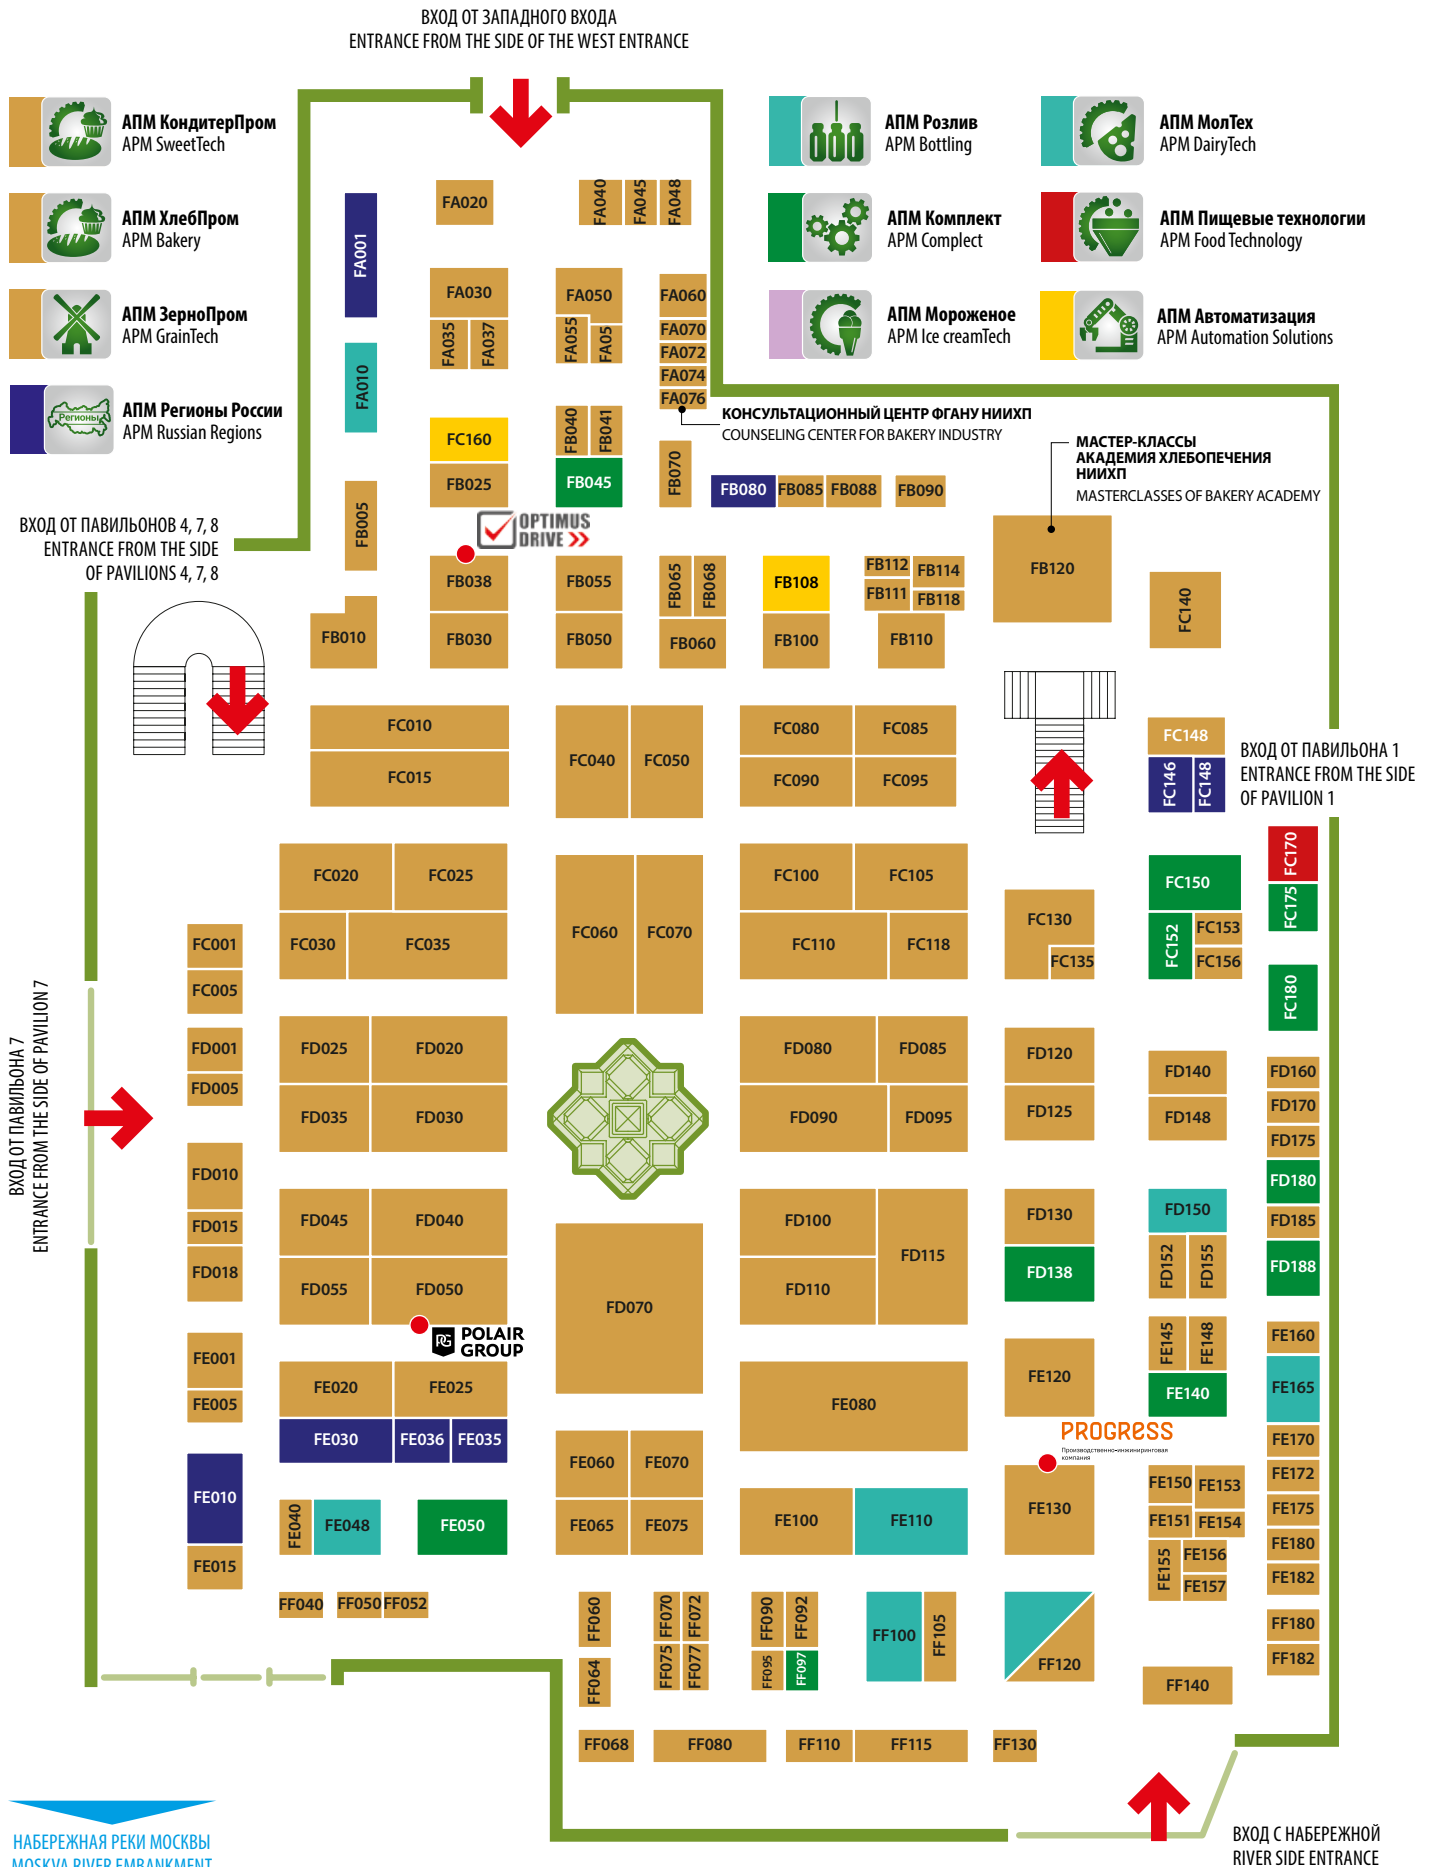 ВХОД ОТ ЗАПАДНОГО ВХОДА
ENTRANCE FROM THE SIDE OF THE WEST ENTRANCE
АПМ КондитерПром
APM SweetTech
АПМ ХлебПром
APM Bakery
АПМ ЗерноПром
APM GrainTech
Регионы
АПМ Регионы России
APM Russian Regions
АПМ Розлив
APM Bottling
АПМ МолТех
APM DairyTech
АПМ Комплект
APM Complect
АПМ Пищевые технологии
APM Food Technology
АПМ Мороженое
APM Ice creamTech
АПМ Автоматизация
APM Automation Solutions
FA001
FA010
FA020
FA040
FA045
FA048
FA030
FA035
FA037
FA050
FA055
FA05
FA060
FA070
FA072
FA074
FA076
КОНСУЛЬТАЦИОННЫЙ ЦЕНТР ФГАНУ НИИХП
COUNSELING CENTER FOR BAKERY INDUSTRY
МАСТЕР-КЛАССЫ
АКАДЕМИЯ ХЛЕБОПЕЧЕНИЯ
НИИХП
MASTERCLASSES OF BAKERY ACADEMY
FC160
FB025
FB040
FB041
FB045
FB070
FB080
FB085
FB088
FB090
FB005
ВХОД ОТ ПАВИЛЬОНОВ 4, 7, 8
ENTRANCE FROM THE SIDE
OF PAVILIONS 4, 7, 8
OPTIMUS
DRIVE
FB038
FB055
FB065
FB068
FB108
FB112
FB114
FB111
FB118
FB120
FC140
FB010
FB030
FB050
FB060
FB100
FB110
FC010
FC015
FC040
FC050
FC080
FC085
FC090
FC095
FC148
FC146
FC148
ВХОД ОТ ПАВИЛЬОНА 1
ENTRANCE FROM THE SIDE
OF PAVILION 1
FC020
FC025
FC030
FC035
FC060
FC070
FC100
FC105
FC110
FC118
FC130
FC135
FC150
FC152
FC153
FC156
FC170
FC175
FC180
FC001
FC005
FD001
FD005
FD010
FD015
FD018
ВХОД ОТ ПАВИЛЬОНА 7
ENTRANCE FROM THE SIDE OF PAVILION 7
FD025
FD020
FD035
FD030
FD080
FD085
FD090
FD095
FD120
FD125
FD140
FD148
FD160
FD170
FD175
FD180
FD185
FD188
FD045
FD040
FD055
FD050
POLAIR
GROUP
FD070
FD100
FD110
FD115
FD130
FD138
FD150
FD152
FD155
FE001
FE005
FE010
FE015
FE020
FE025
FE030
FE036
FE035
FE040
FE048
FE050
FE060
FE070
FE065
FE075
FE080
FE100
FE110
FE120
PROGRESS
Производственно-инжиниринговая
компания
FE130
FE145
FE148
FE140
FE160
FE165
FE170
FE172
FE175
FE180
FE182
FE150
FE153
FE151
FE154
FE155
FE156
FE157
FF040
FF050
FF052
FF060
FF064
FF070
FF072
FF075
FF077
FF090
FF092
FF095
FF097
FF100
FF105
FF120
FF180
FF182
FF140
FF068
FF080
FF110
FF115
FF130
НАБЕРЕЖНАЯ РЕКИ МОСКВЫ
MOSKVA RIVER EMBANKMENT
ВХОД С НАБЕРЕЖНОЙ
RIVER SIDE ENTRANCE